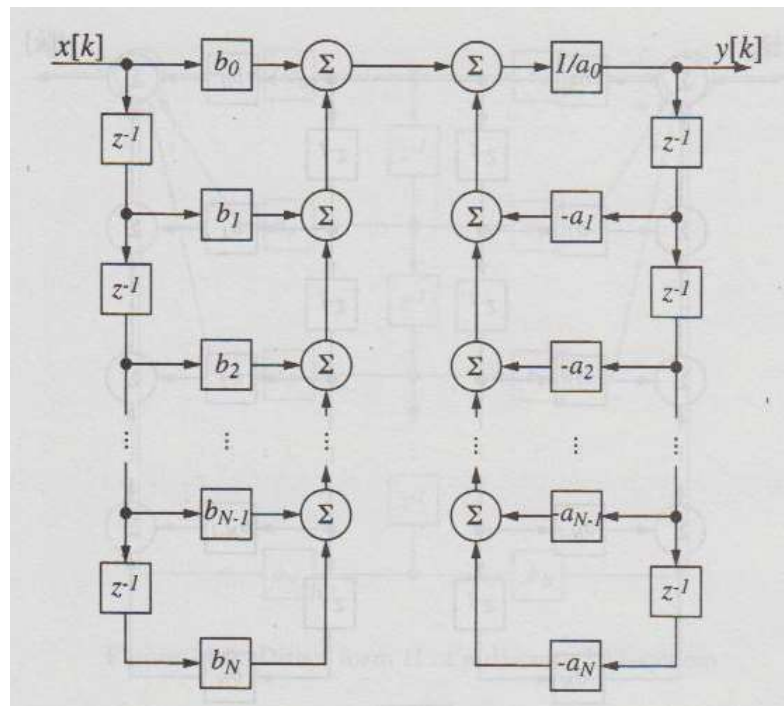 x[k] b0 Σ Σ 1/a0 y[k]
z-1 z-1
b1 Σ Σ -a1
z-1 z-1
b2 Σ Σ -a2
... ... ... ... ... ...
bN-1 Σ Σ -aN-1
z-1 z-1
bN -aN